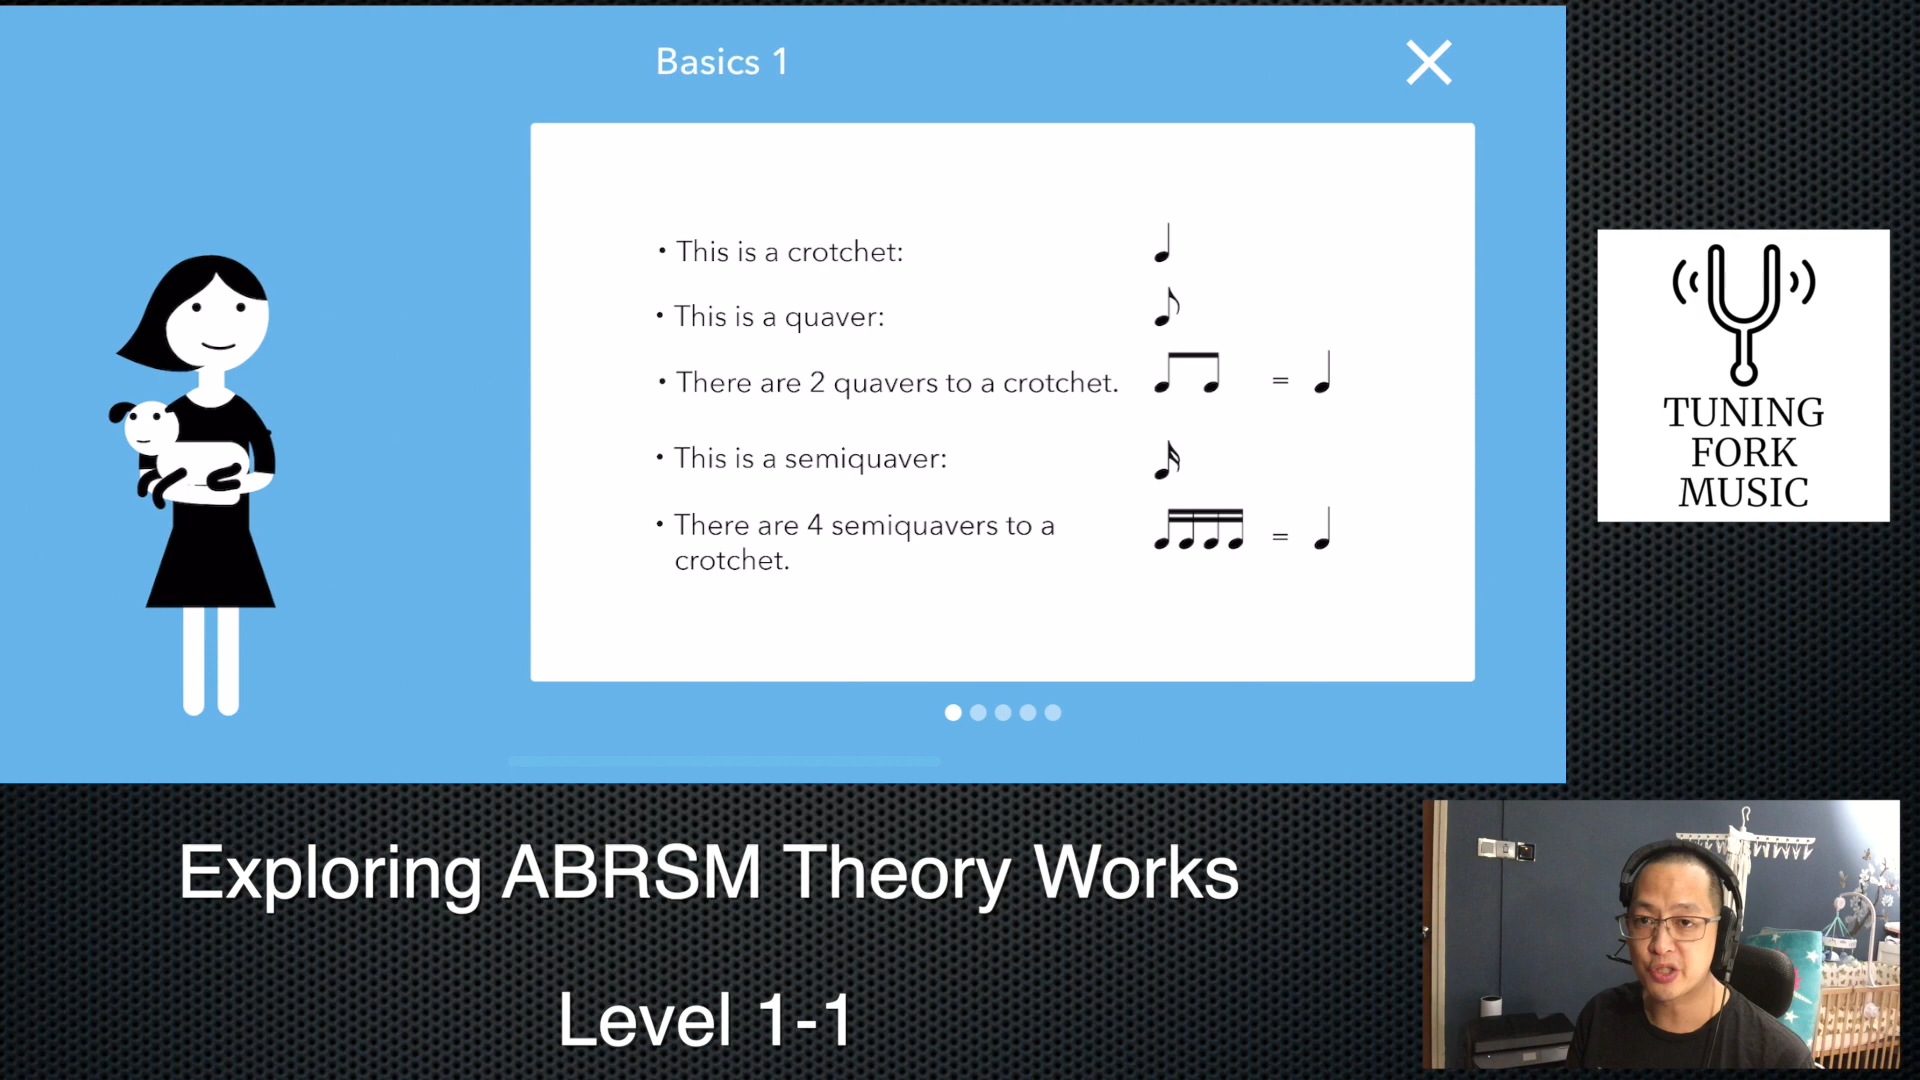 Basics 1
• This is a crotchet:
• This is a quaver:
• There are 2 quavers to a crotchet. =
• This is a semiquaver:
• There are 4 semiquavers to a =
crotchet.
TUNING
FORK
MUSIC
Exploring ABRSM Theory Works
Level 1-1